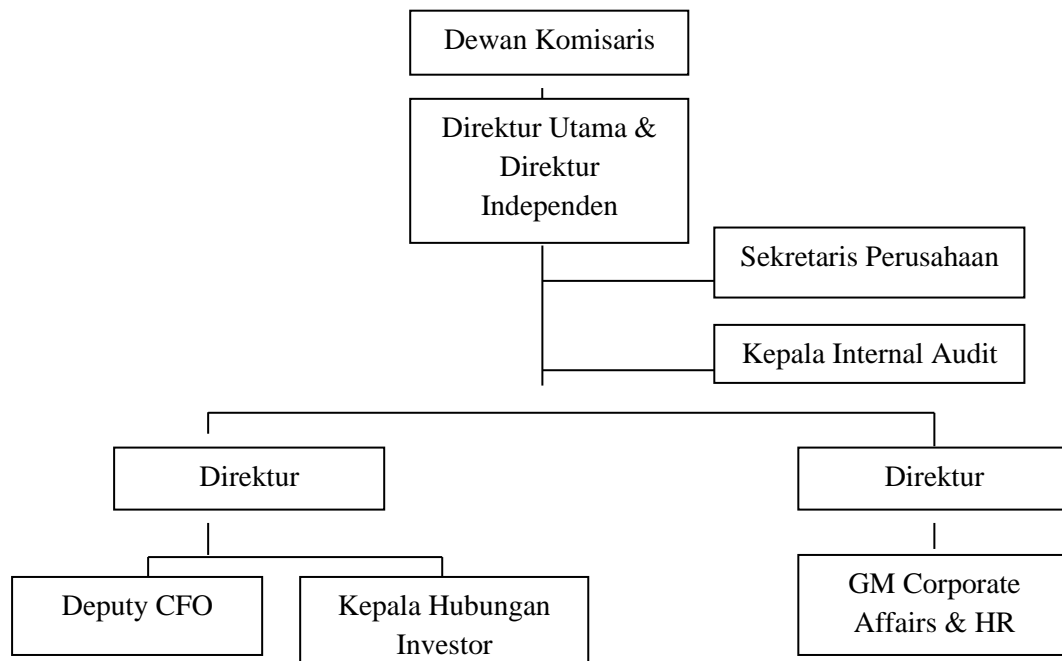 Dewan Komisaris
Direktur Utama &
Direktur
Independen
Sekretaris Perusahaan
Kepala Internal Audit
Direktur
Direktur
Deputy CFO
Kepala Hubungan
Investor
GM Corporate
Affairs & HR